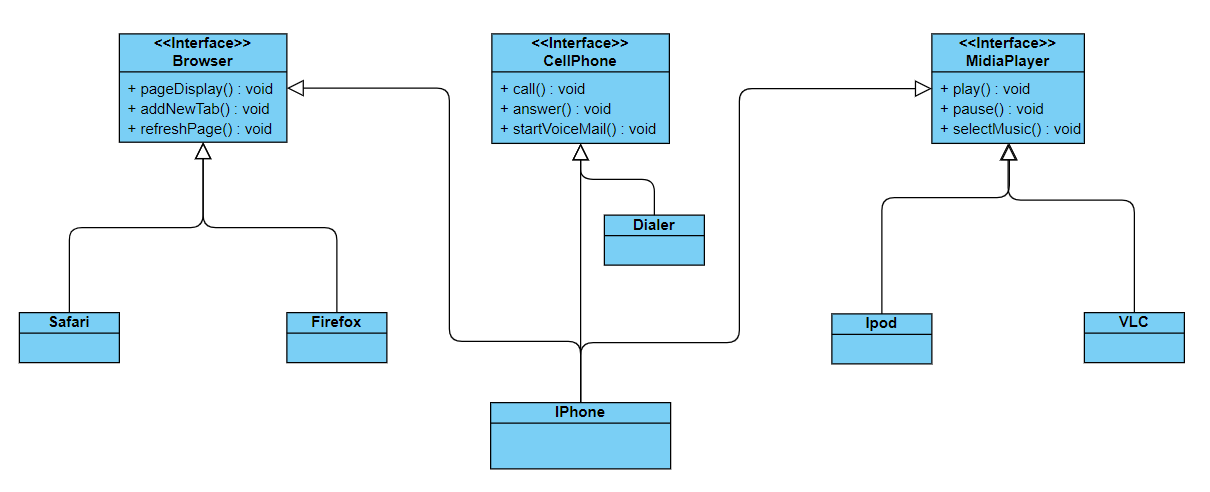 <<Interface>>
Browser
+ pageDisplay() : void
+ addNewTab() : void
+ refreshPage() : void
<<Interface>>
CellPhone
+ call() : void
+ answer() : void
+ startVoiceMail() : void
<<Interface>>
MidiaPlayer
+ play() : void
+ pause() : void
+ selectMusic() : void
Dialer
Safari
Firefox
Ipod
VLC
IPhone